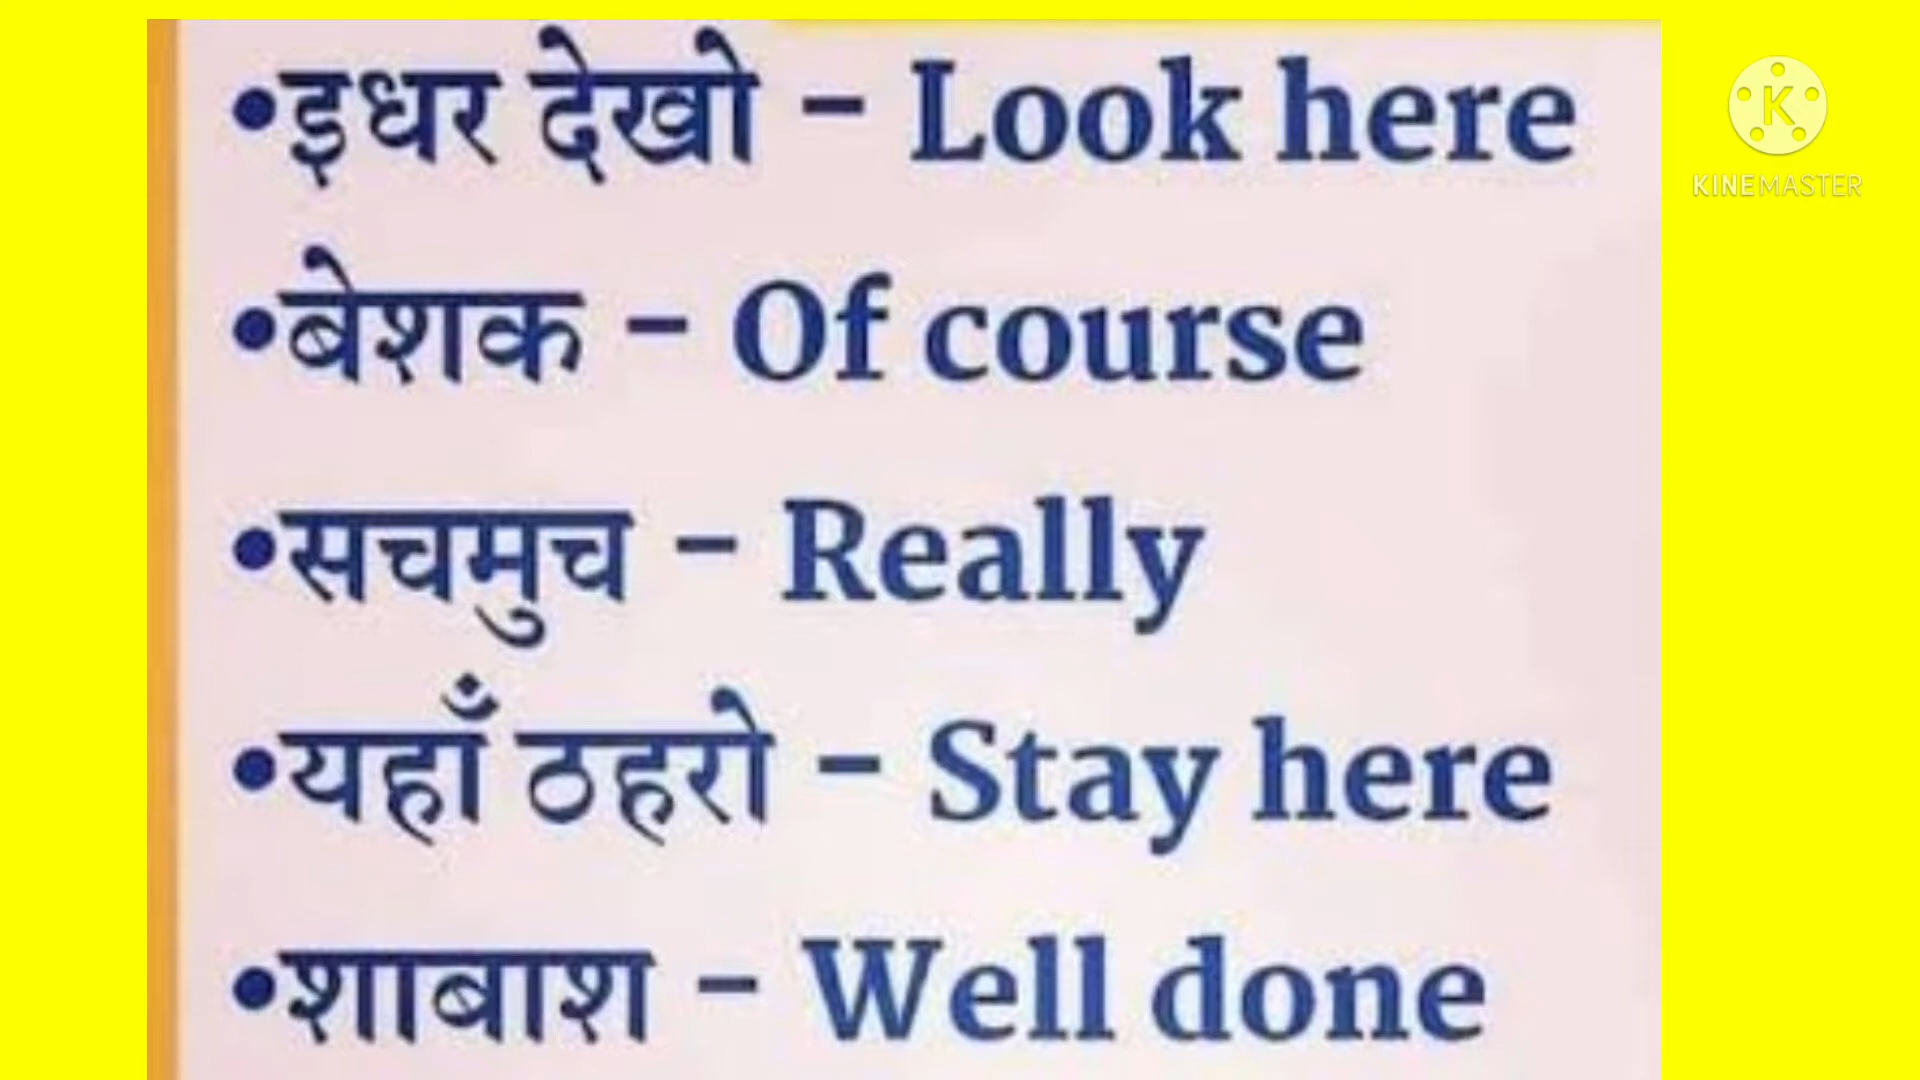 •इधर देखो – Look here
•बेशक – Of course
•सचमुच – Really
•यहाँ ठहरो – Stay here
•शाबाश – Well done
K
KINEMASTER